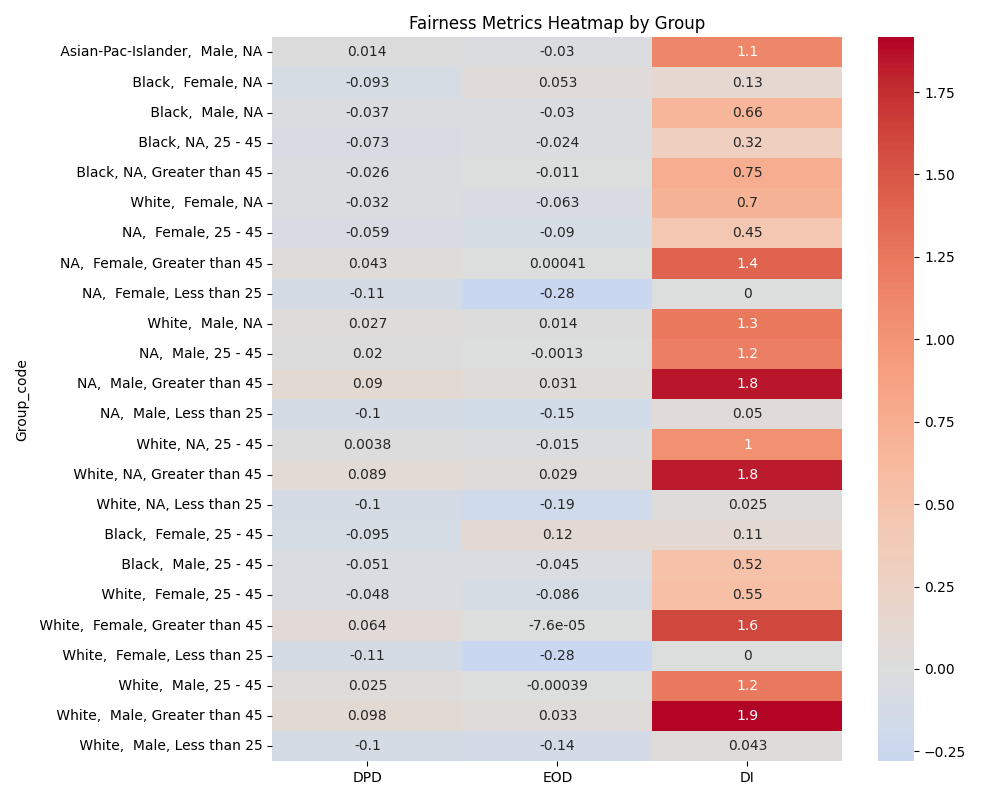 Fairness Metrics Heatmap by Group
Asian-Pac-Islander,  Male, NA 0.014 -0.03 1.1
Black,  Female, NA -0.093 0.053 0.13
Black,  Male, NA -0.037 -0.03 0.66
Black, NA, 25 - 45 -0.073 -0.024 0.32
Black, NA, Greater than 45 -0.026 -0.011 0.75
White,  Female, NA -0.032 -0.063 0.7
NA,  Female, 25 - 45 -0.059 -0.09 0.45
NA,  Female, Greater than 45 0.043 0.00041 1.4
NA,  Female, Less than 25 -0.11 -0.28 0
White,  Male, NA 0.027 0.014 1.3
NA,  Male, 25 - 45 0.02 -0.0013 1.2
NA,  Male, Greater than 45 0.09 0.031 1.8
NA,  Male, Less than 25 -0.1 -0.15 0.05
White, NA, 25 - 45 0.0038 -0.015 1
White, NA, Greater than 45 0.089 0.029 1.8
White, NA, Less than 25 -0.1 -0.19 0.025
Black,  Female, 25 - 45 -0.095 0.12 0.11
Black,  Male, 25 - 45 -0.051 -0.045 0.52
White,  Female, 25 - 45 -0.048 -0.086 0.55
White,  Female, Greater than 45 0.064 -7.6e-05 1.6
White,  Female, Less than 25 -0.11 -0.28 0
White,  Male, 25 - 45 0.025 -0.00039 1.2
White,  Male, Greater than 45 0.098 0.033 1.9
White,  Male, Less than 25 -0.1 -0.14 0.043
DPD EOD DI
Group_code
1.75
1.50
1.25
1.00
0.75
0.50
0.25
0.00
−0.25